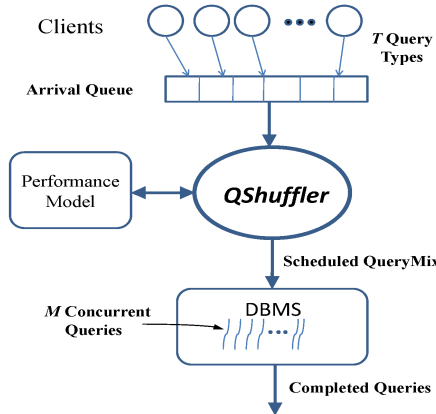 Clients
T Query
Types
Arrival Queue
Performance
Model
QShuffler
Scheduled QueryMix
DBMS
M Concurrent
Queries
Completed Queries